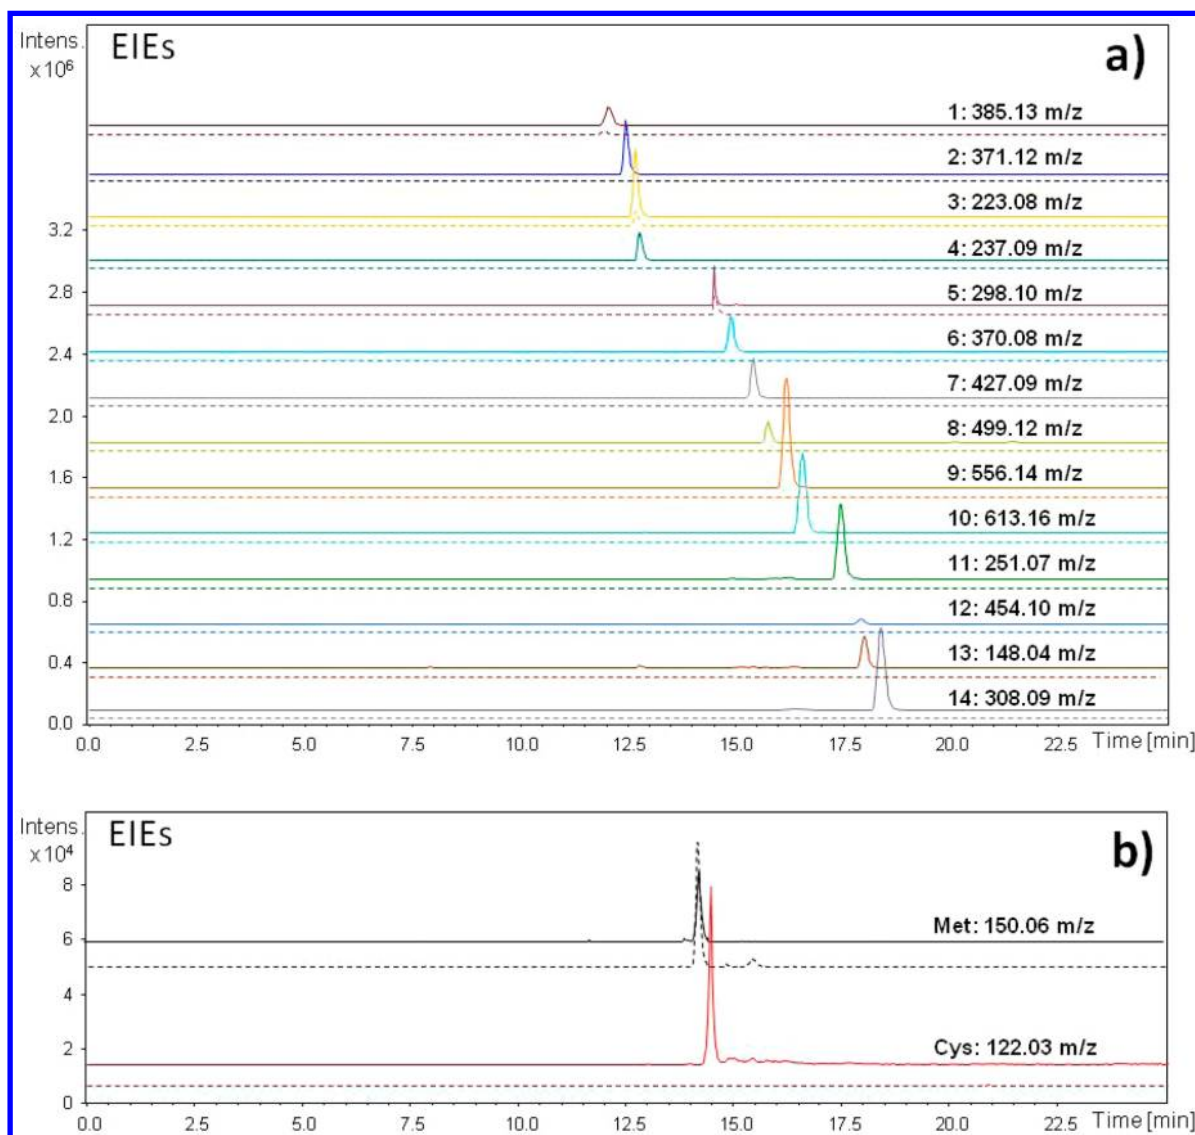 EIEs
a)
Intens.
x10⁶
1: 385.13 m/z
2: 371.12 m/z
3: 223.08 m/z
3.2
4: 237.09 m/z
2.8
5: 298.10 m/z
2.4
6: 370.08 m/z
7: 427.09 m/z
2.0
8: 499.12 m/z
1.6
9: 556.14 m/z
10: 613.16 m/z
1.2
11: 251.07 m/z
0.8
12: 454.10 m/z
0.4
13: 148.04 m/z
14: 308.09 m/z
0.0
0.0 2.5 5.0 7.5 10.0 12.5 15.0 17.5 20.0 22.5 Time [min]
EIEs
b)
Intens.
x10⁴
8
Met: 150.06 m/z
6
4
Cys: 122.03 m/z
2
0
0.0 2.5 5.0 7.5 10.0 12.5 15.0 17.5 20.0 22.5 Time [min]